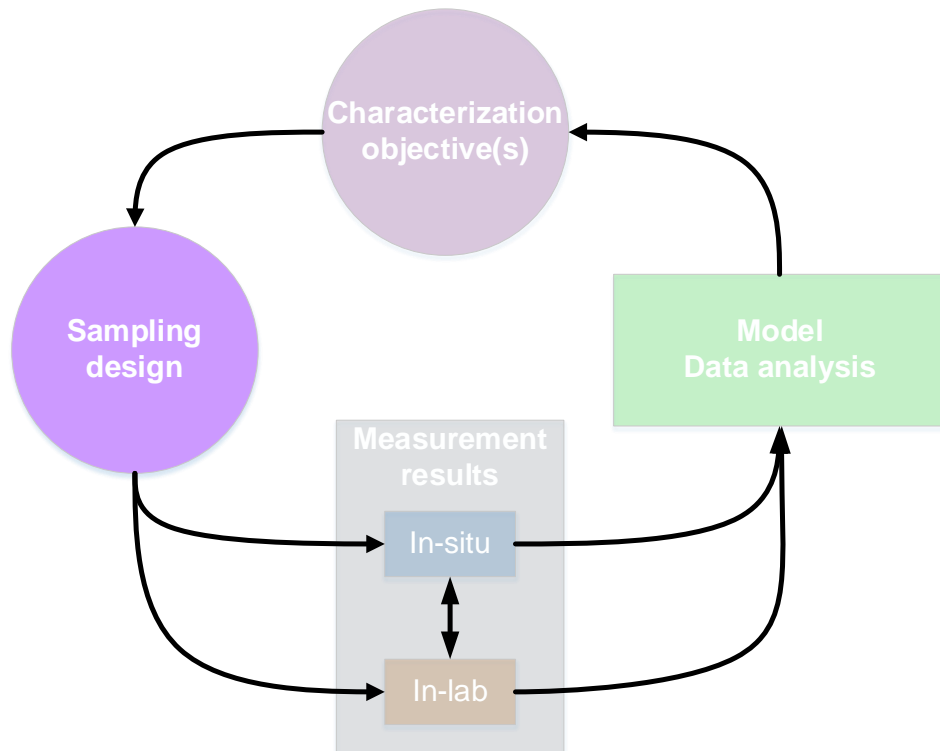 Characterization
objective(s)
Sampling
design
Model
Data analysis
Measurement
results
In-situ
In-lab